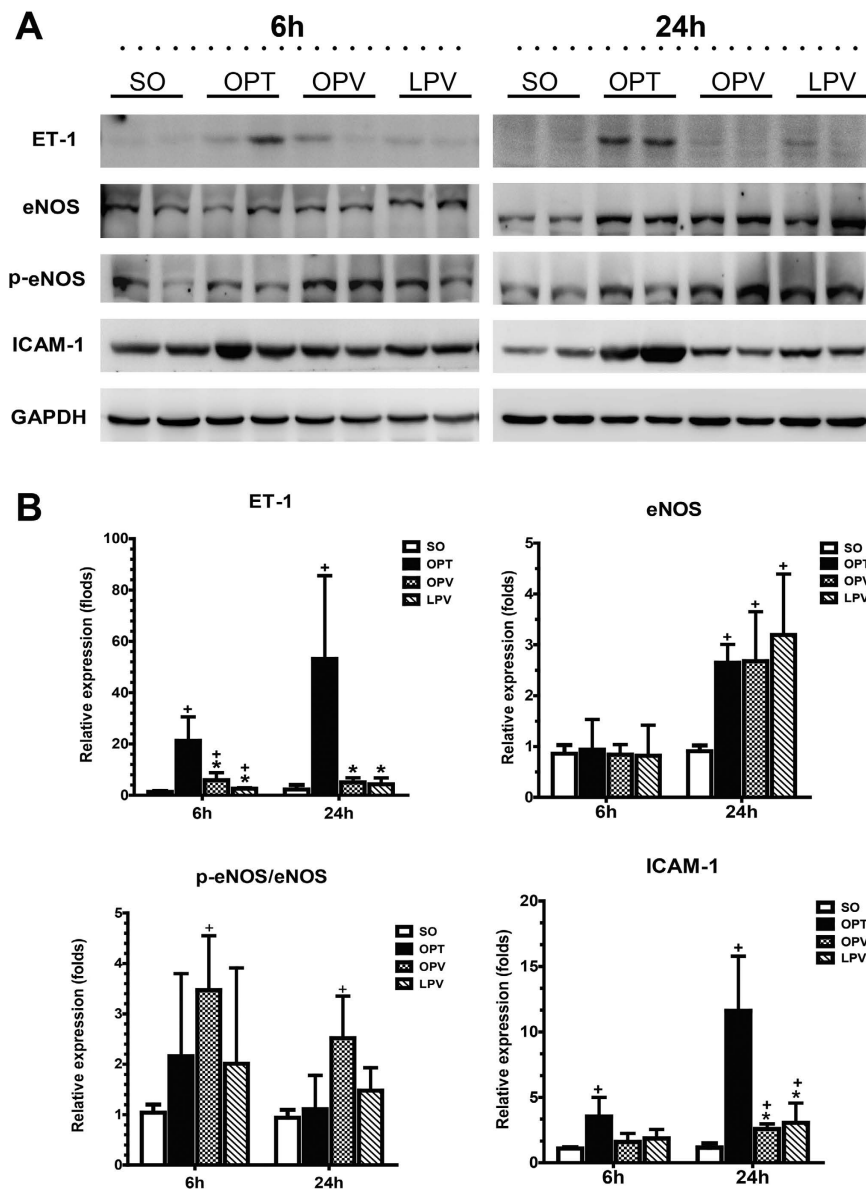 A
6h 24h
SO OPT OPV LPV SO OPT OPV LPV
ET-1
eNOS
p-eNOS
ICAM-1
GAPDH
B
ET-1
Relative expression (flods)
100
80
60
40
20
0
+
+
*
+
*
+
* *
6h 24h
SO
OPT
OPV
LPV
eNOS
Relative expression (folds)
5
4
3
2
1
0
+ + +
6h 24h
SO
OPT
OPV
LPV
p-eNOS/eNOS
Relative expression (folds)
5
4
3
2
1
0
+ +
6h 24h
SO
OPT
OPV
LPV
ICAM-1
Relative expression (folds)
20
15
10
5
0
+
+
+
*
+
*
6h 24h
SO
OPT
OPV
LPV